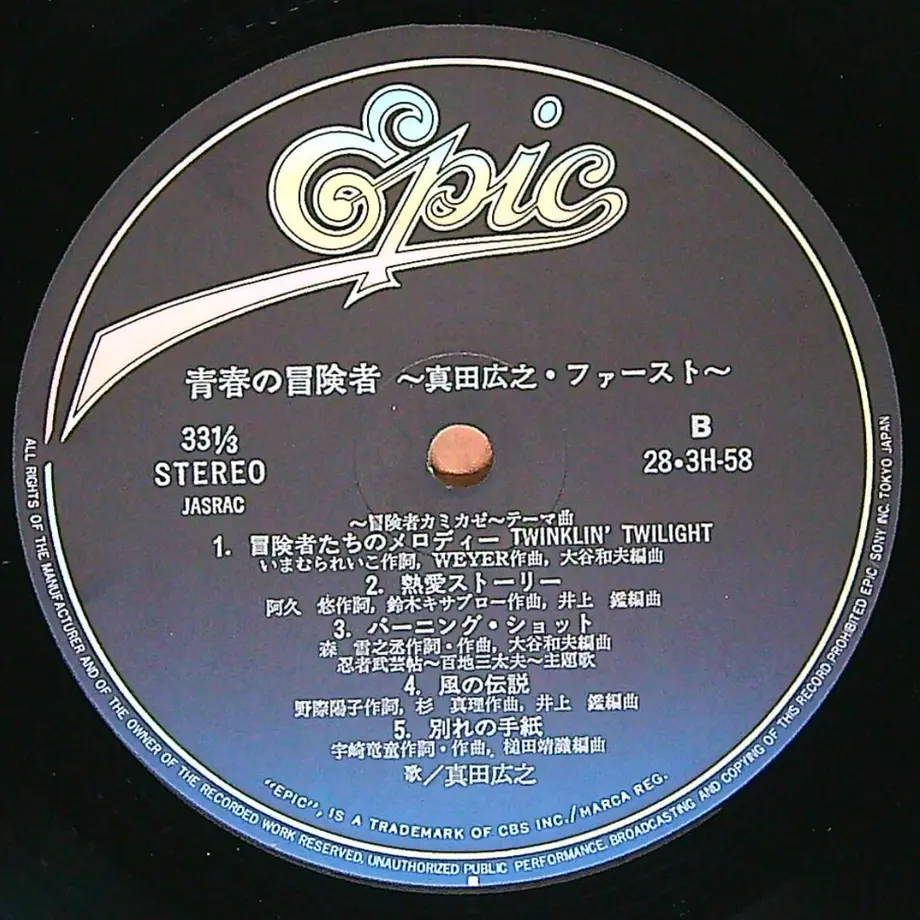 Epic
青春の冒険者 〜真田広之・ファースト〜
33⅓
STEREO
JASRAC
B
28・3H-58
〜冒険者カミカゼ〜テーマ曲
1. 冒険者たちのメロディー TWINKLIN' TWILIGHT
いまむられいこ作詞, WEYER作曲, 大谷和夫編曲
2. 熱愛ストーリー
阿久 悠作詞, 鈴木キサブロー作曲, 井上 鑑編曲
3. バーニング・ショット
森 雪之丞作詞・作曲, 大谷和夫編曲
忍者武芸帖〜百地三太夫〜主題歌
4. 風の伝説
野際陽子作詞, 杉 真理作曲, 井上 鑑編曲
5. 別れの手紙
宇崎竜童作詞・作曲, 槌田靖識編曲
歌／真田広之
"EPIC", IS A TRADEMARK OF CBS INC./MARCA REG.
ALL RIGHTS OF THE MANUFACTURER AND OF THE OWNER OF THE RECORDED WORK RESERVED. UNAUTHORIZED PUBLIC PERFORMANCE, BROADCASTING AND COPYING OF THIS RECORD PROHIBITED EPIC SONY INC. TOKYO JAPAN